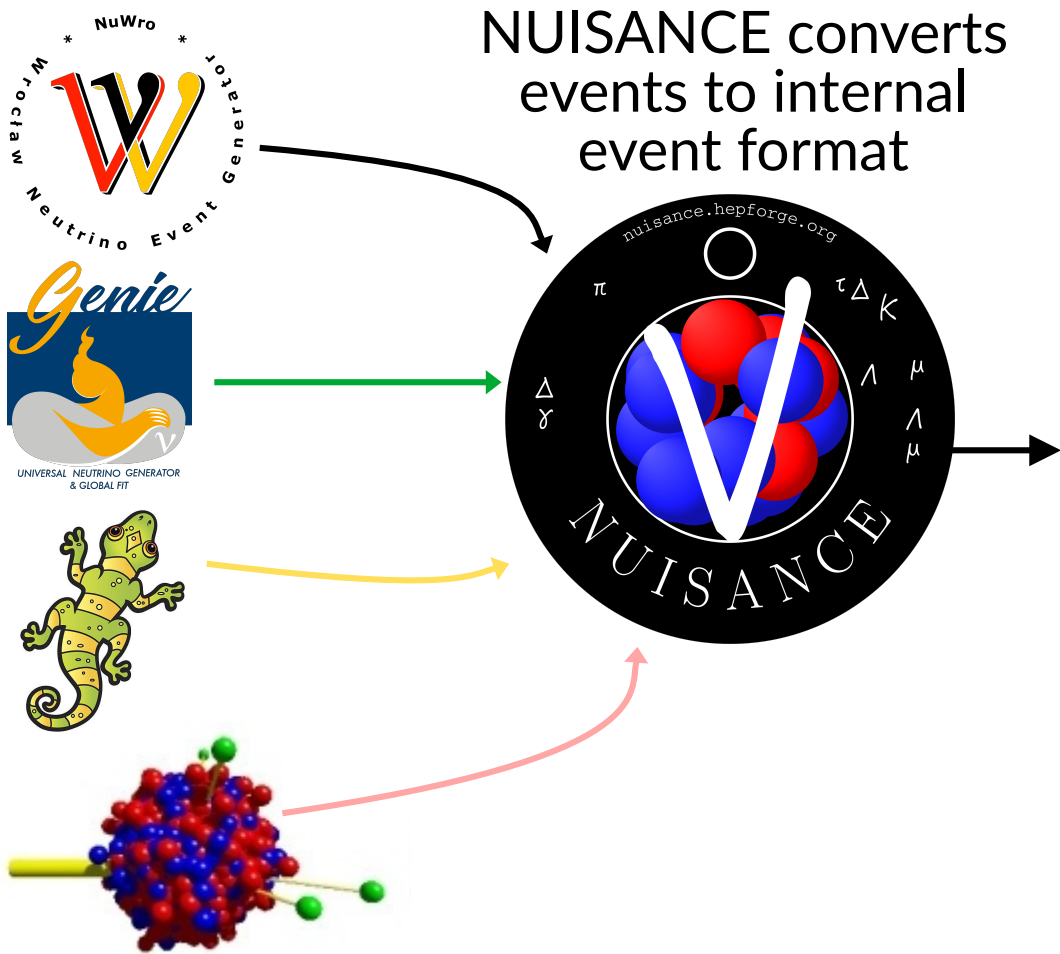 NuWro
* Wrocław Neutrino Event Generator *
NUISANCE converts
events to internal
event format
Genie
ν
UNIVERSAL NEUTRINO GENERATOR
& GLOBAL FIT
nuisance.hepforge.org
π
τ Δ K
Λ μ
Δ
γ
Λ
μ
NUISANCE